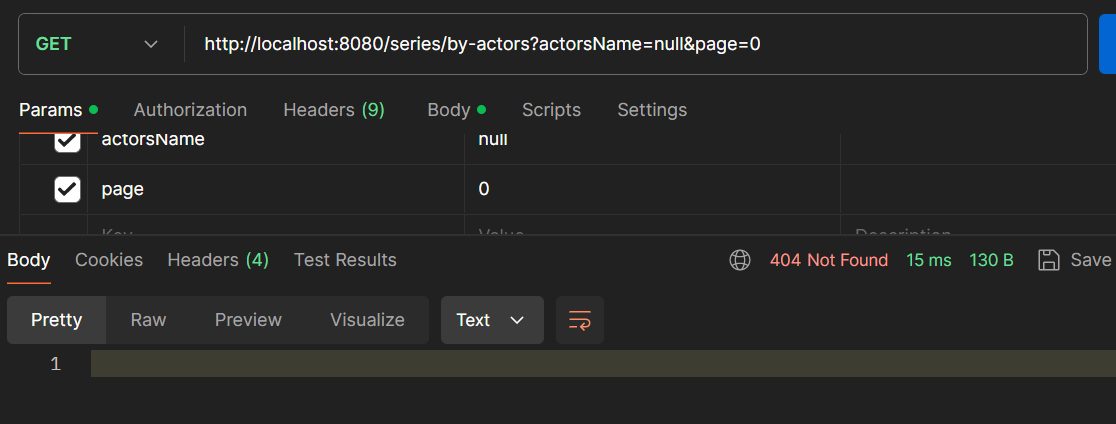 GET http://localhost:8080/series/by-actors?actorsName=null&page=0
Params Authorization Headers (9) Body Scripts Settings
actorsName null
page 0
Key Value Description
Body Cookies Headers (4) Test Results 404 Not Found 15 ms 130 B Save
Pretty Raw Preview Visualize Text
1